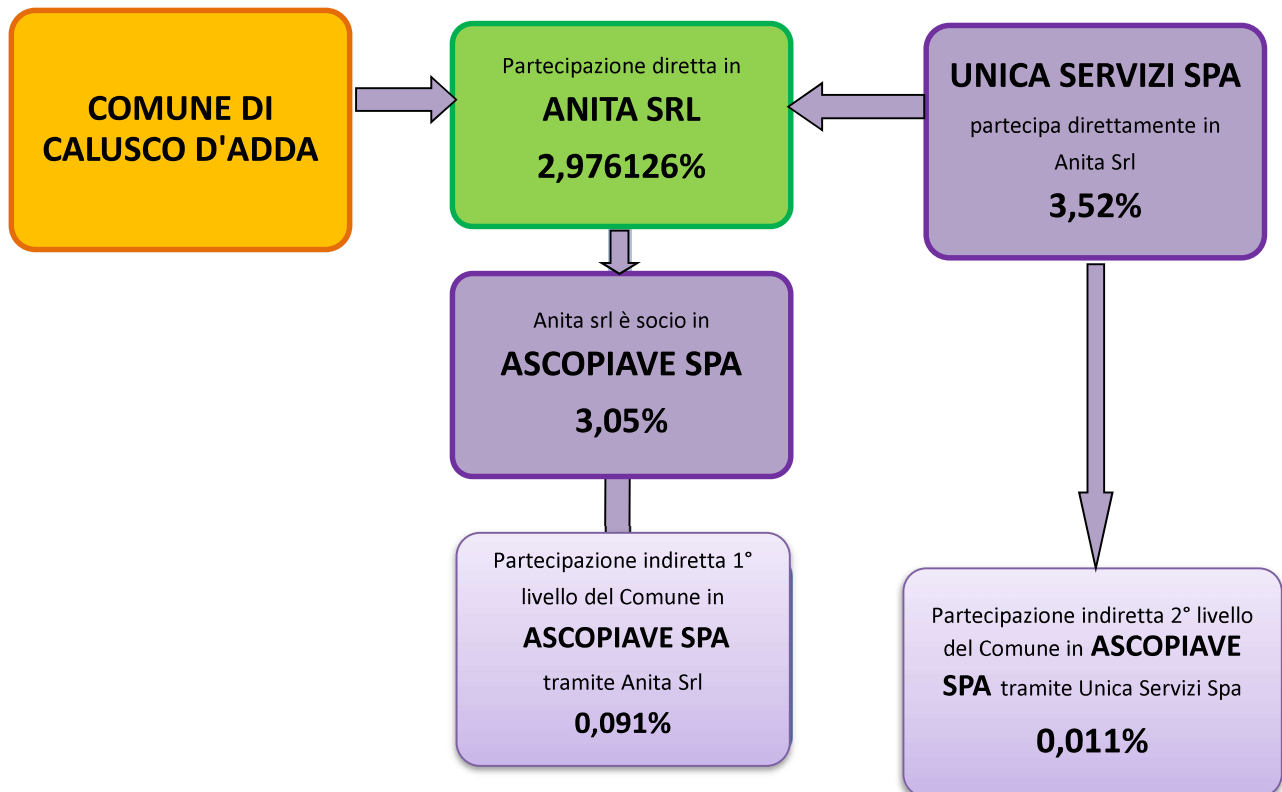 COMUNE DI
CALUSCO D'ADDA
Partecipazione diretta in
ANITA SRL
2,976126%
UNICA SERVIZI SPA
partecipa direttamente in
Anita Srl
3,52%
Anita srl è socio in
ASCOPIAVE SPA
3,05%
Partecipazione indiretta 1°
livello del Comune in
ASCOPIAVE SPA
tramite Anita Srl
0,091%
Partecipazione indiretta 2° livello
del Comune in ASCOPIAVE
SPA tramite Unica Servizi Spa
0,011%